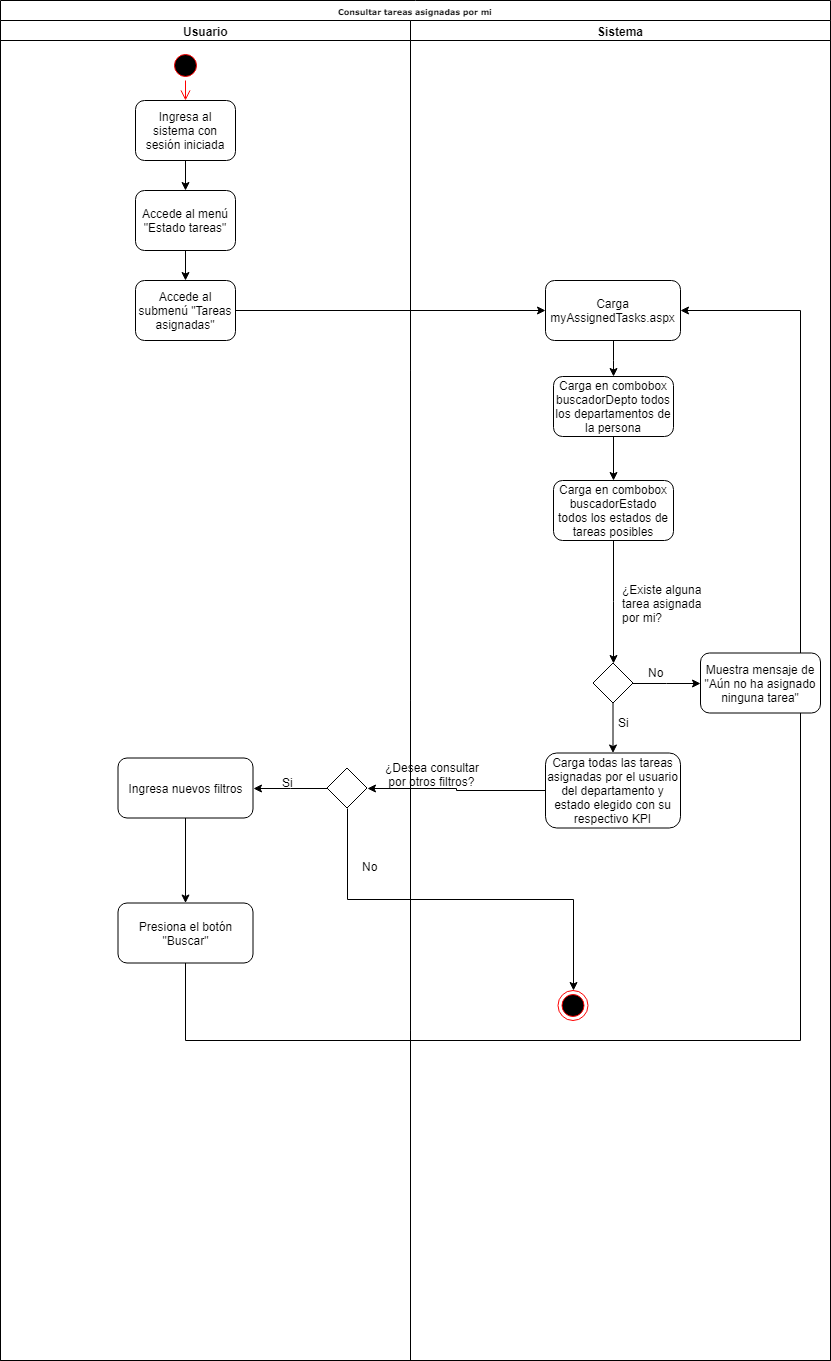 Consultar tareas asignadas por mi
Usuario
Sistema
Ingresa al
sistema con
sesión iniciada
Accede al menú
"Estado tareas"
Accede al
submenú "Tareas
asignadas"
Carga
myAssignedTasks.aspx
Carga en combobox
buscadorDepto todos
los departamentos de
la persona
Carga en combobox
buscadorEstado
todos los estados de
tareas posibles
¿Existe alguna
tarea asignada
por mi?
No
Muestra mensaje de
"Aún no ha asignado
ninguna tarea"
Si
Carga todas las tareas
asignadas por el usuario
del departamento y
estado elegido con su
respectivo KPI
¿Desea consultar
por otros filtros?
Si
Ingresa nuevos filtros
No
Presiona el botón
"Buscar"